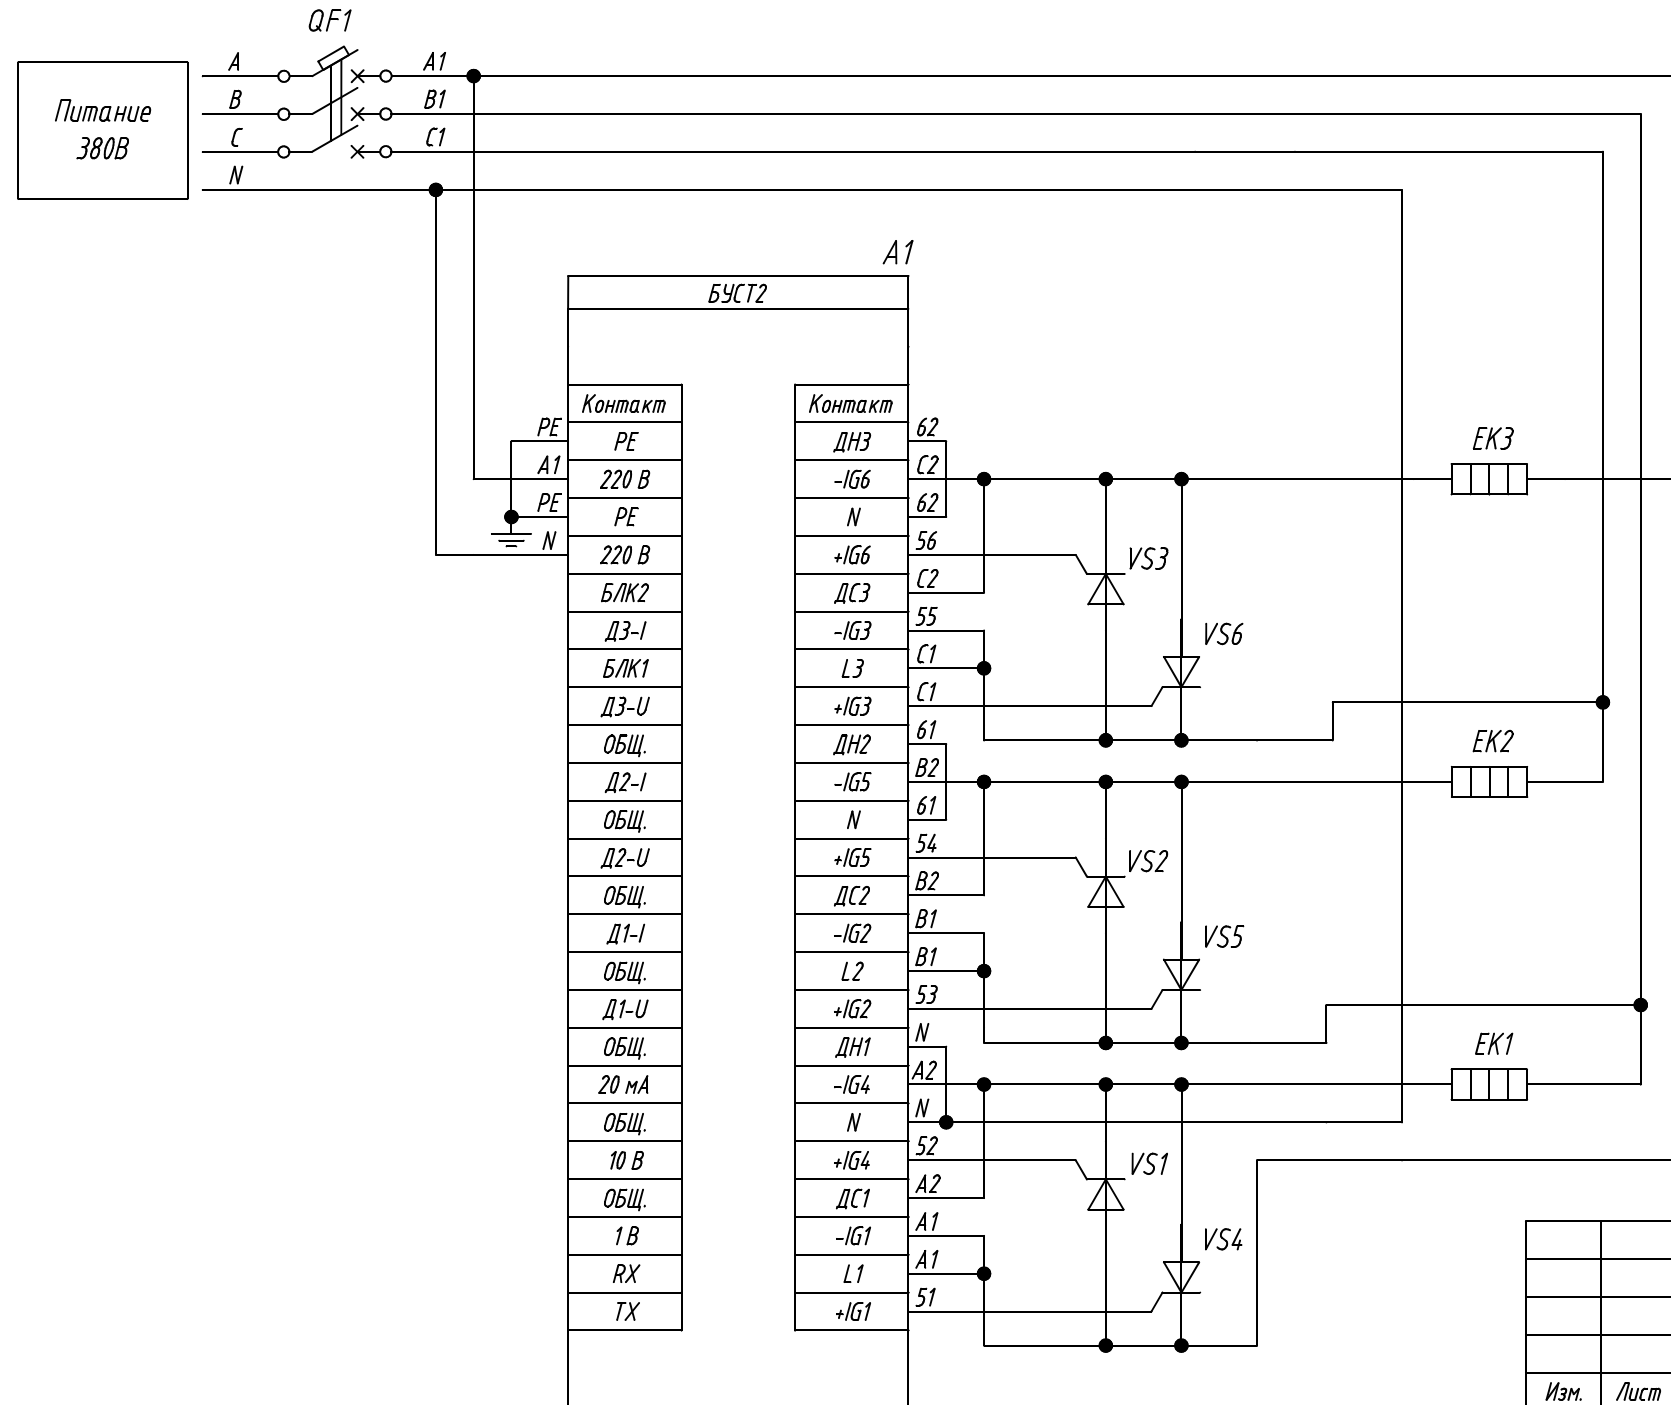 QF1
A
A1
B
B1
C
C1
N
Питание
380В
A1
БУСТ2
Контакт
PE
PE
A1
220 В
PE
PE
N
220 В
БЛК2
ДЗ-I
БЛК1
ДЗ-U
ОБЩ.
Д2-I
ОБЩ.
Д2-U
ОБЩ.
Д1-I
ОБЩ.
Д1-U
ОБЩ.
20 мА
ОБЩ.
10 В
ОБЩ.
1 В
RX
TX
Контакт
ДН3 62
-IG6 C2
N 62
+IG6 56
ДС3 C2
-IG3 55
L3 C1
+IG3 C1
ДН2 61
-IG5 B2
N 61
+IG5 54
ДС2 B2
-IG2 B1
L2 B1
+IG2 53
ДН1 N
-IG4 A2
N N
+IG4 52
ДС1 A2
-IG1 A1
L1 A1
+IG1 51
EK3
VS3
VS6
EK2
VS2
VS5
EK1
VS1
VS4
Изм. Лист